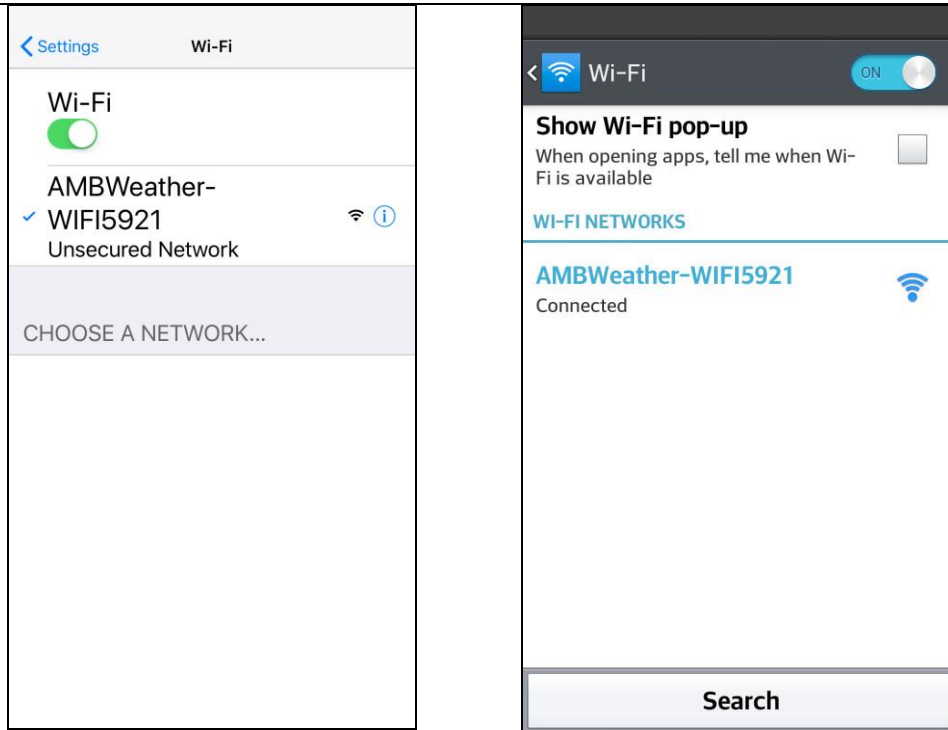 Settings
Wi-Fi
Wi-Fi
AMBWeather-
WIFI5921
Unsecured Network
CHOOSE A NETWORK...
Wi-Fi
ON
Show Wi-Fi pop-up
When opening apps, tell me when Wi-
Fi is available
WI-FI NETWORKS
AMBWeather-WIFI5921
Connected
Search